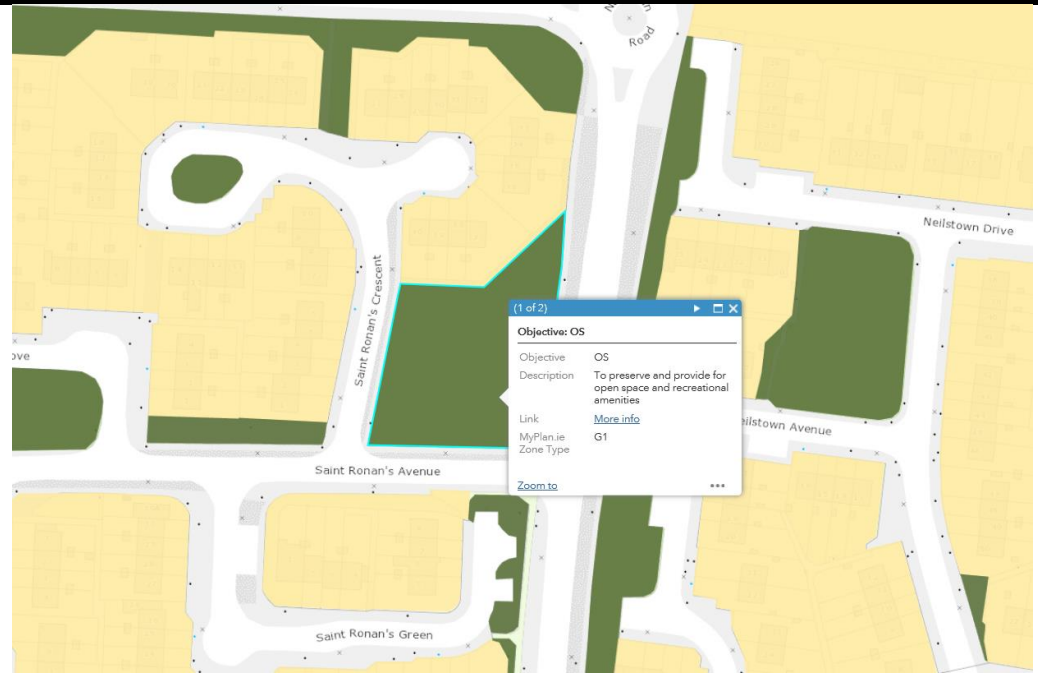 Road
Neilstown Drive
Saint Ronan's Crescent
(1 of 2)
Objective: OS
Objective OS
Description To preserve and provide for
open space and recreational
amenities
Link More info
MyPlan.ie G1
Zone Type
Zoom to
ove
eilstown Avenue
Saint Ronan's Avenue
Saint Ronan's Green